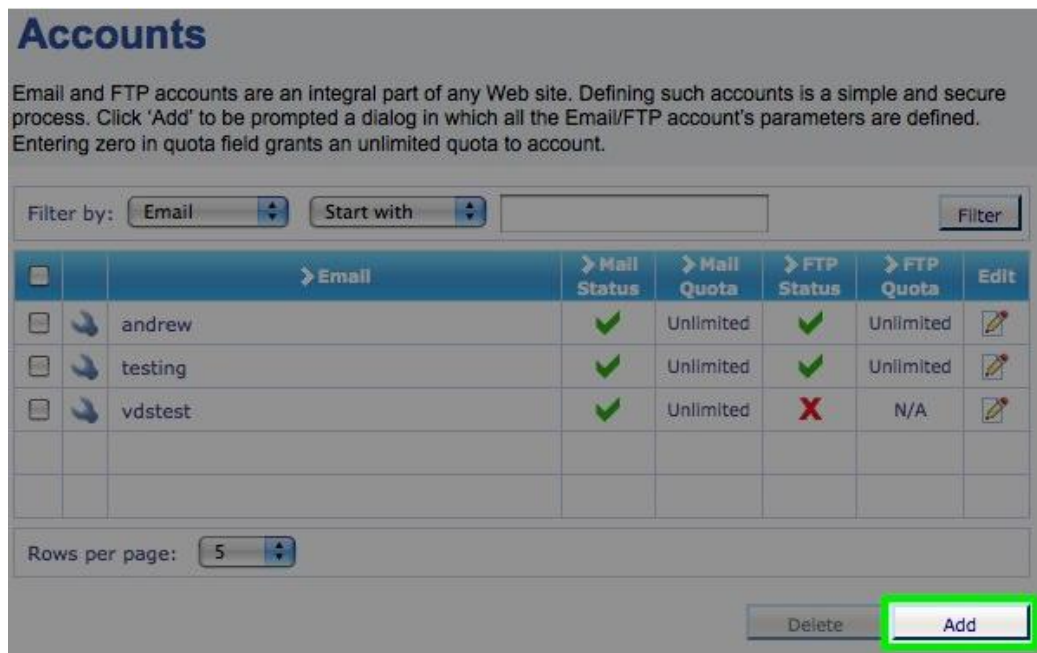 Accounts
Email and FTP accounts are an integral part of any Web site. Defining such accounts is a simple and secure
process. Click 'Add' to be prompted a dialog in which all the Email/FTP account's parameters are defined.
Entering zero in quota field grants an unlimited quota to account.
Filter by: Email Start with Filter
Email Mail Status Mail Quota FTP Status FTP Quota Edit
andrew Unlimited Unlimited
testing Unlimited Unlimited
vdstest Unlimited N/A
Rows per page: 5
Delete Add